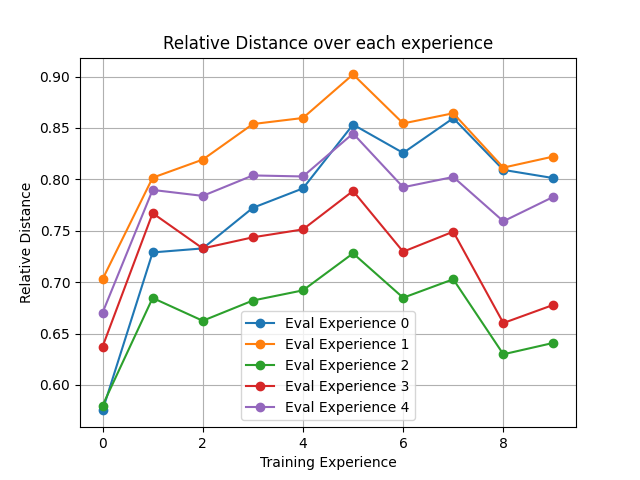 Relative Distance over each experience
Relative Distance
0.90
0.85
0.80
0.75
0.70
0.65
0.60
Eval Experience 0
Eval Experience 1
Eval Experience 2
Eval Experience 3
Eval Experience 4
0 2 4 6 8
Training Experience